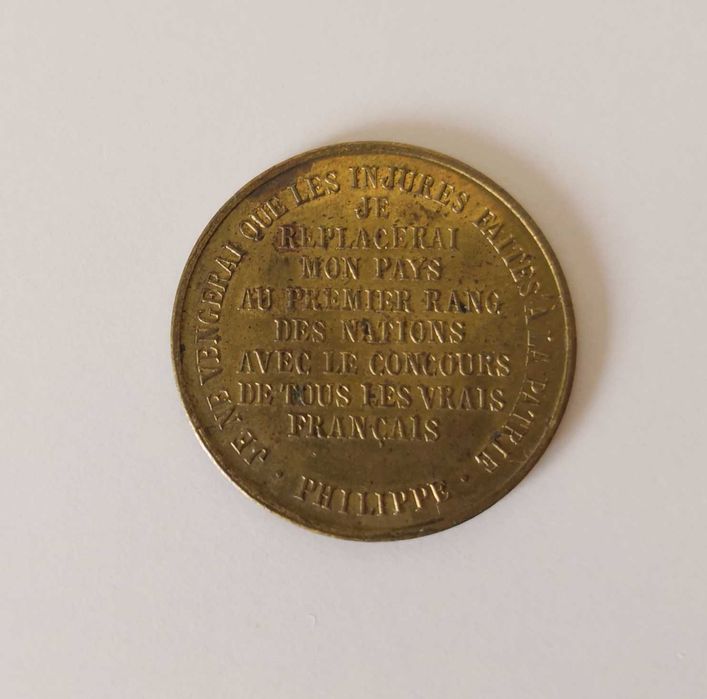 JE NE VENGERAI QUE LES INJURES FAITES À LA PATRIE
JE
REPLACERAI
MON PAYS
AU PREMIER RANG
DES NATIONS
AVEC LE CONCOURS
DE TOUS LES VRAIS
FRANÇAIS
· PHILIPPE ·